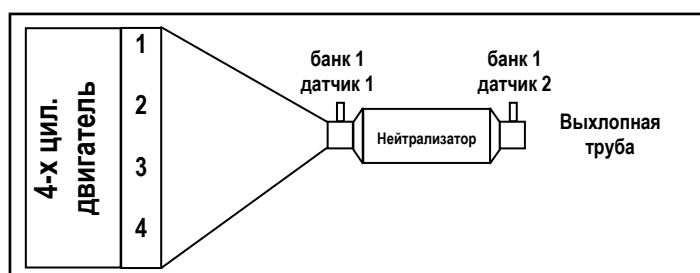 4-х цил.
двигатель
1
2
3
4
банк 1
датчик 1
Нейтрализатор
банк 1
датчик 2
Выхлопная
труба